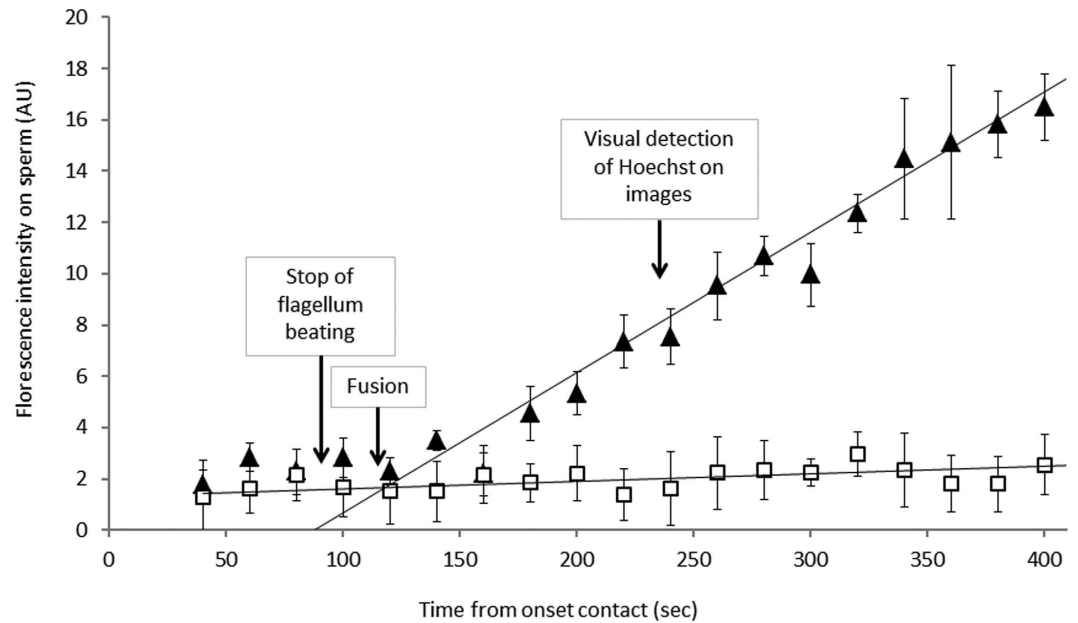 Florescence intensity on sperm (AU)
20
18
16
14
12
10
8
6
4
2
0
Visual detection
of Hoechst on
images
Stop of
flagellum
beating
Fusion
0 50 100 150 200 250 300 350 400
Time from onset contact (sec)